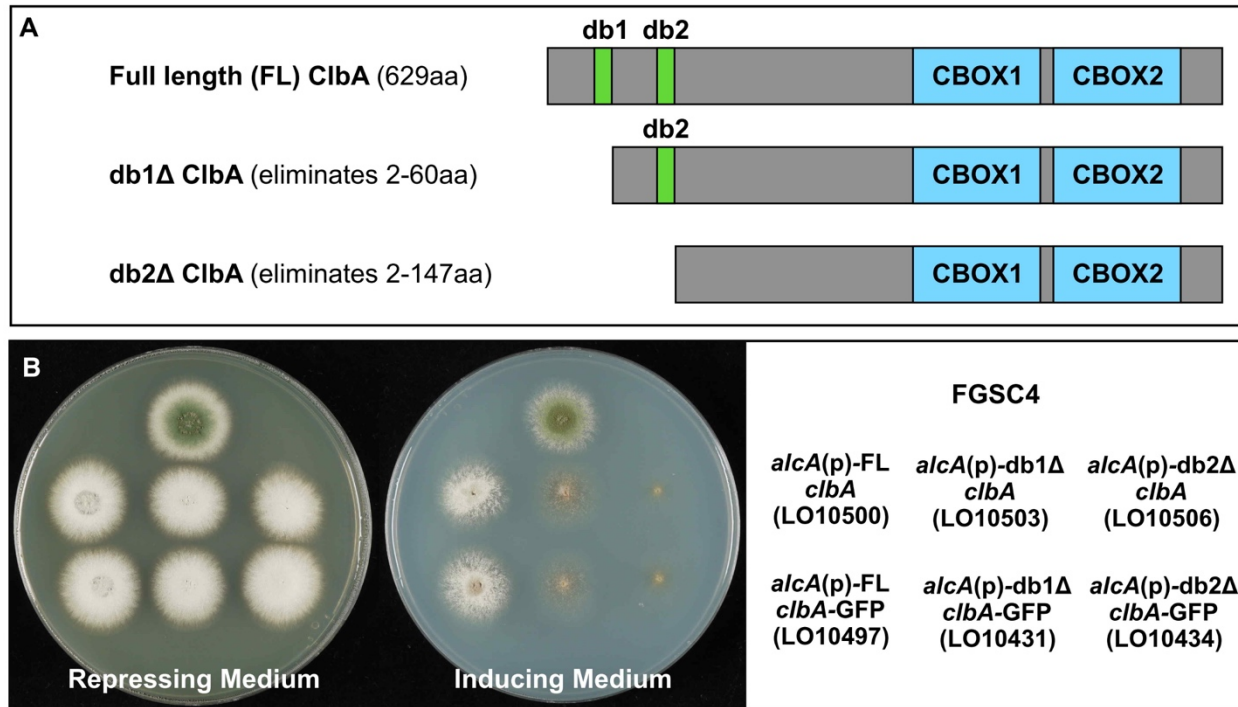 A
db1 db2
Full length (FL) ClbA (629aa)
CBOX1 CBOX2
db2
db1Δ ClbA (eliminates 2-60aa)
CBOX1 CBOX2
db2Δ ClbA (eliminates 2-147aa)
CBOX1 CBOX2
B
Repressing Medium
Inducing Medium
FGSC4
alcA(p)-FL
clbA
(LO10500)
alcA(p)-db1Δ
clbA
(LO10503)
alcA(p)-db2Δ
clbA
(LO10506)
alcA(p)-FL
clbA-GFP
(LO10497)
alcA(p)-db1Δ
clbA-GFP
(LO10431)
alcA(p)-db2Δ
clbA-GFP
(LO10434)